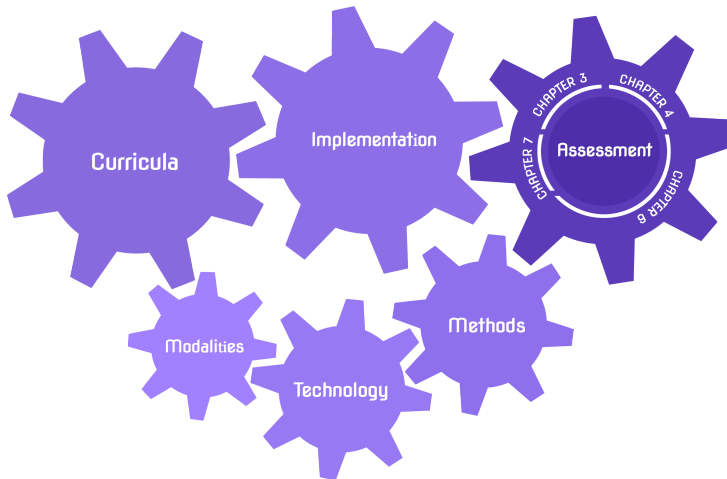 Curricula
Implementation
CHAPTER 3
CHAPTER 4
CHAPTER 7
Assessment
CHAPTER 6
Modalities
Technology
Methods